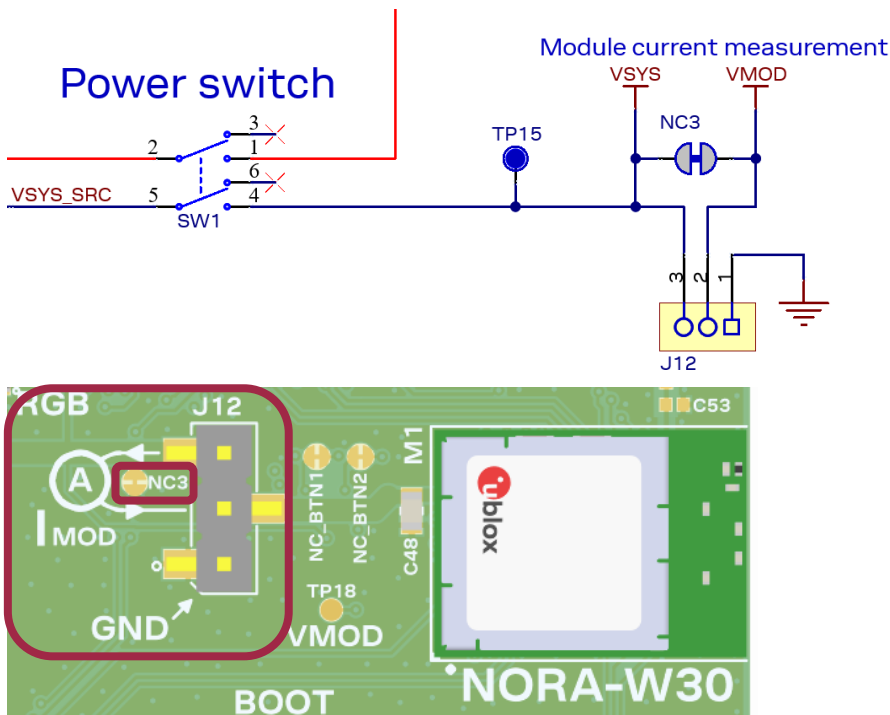 Module current measurement
Power switch
VSYS VMOD
NC3
TP15
3
2 1
6
VSYS_SRC 5 4
SW1
3 2 1
J12
RGB J12
C53
M1
A NC3
I MOD
NC_BTN1
NC_BTN2
C48
ublox
TP18
GND VMOD
NORA-W30
BOOT